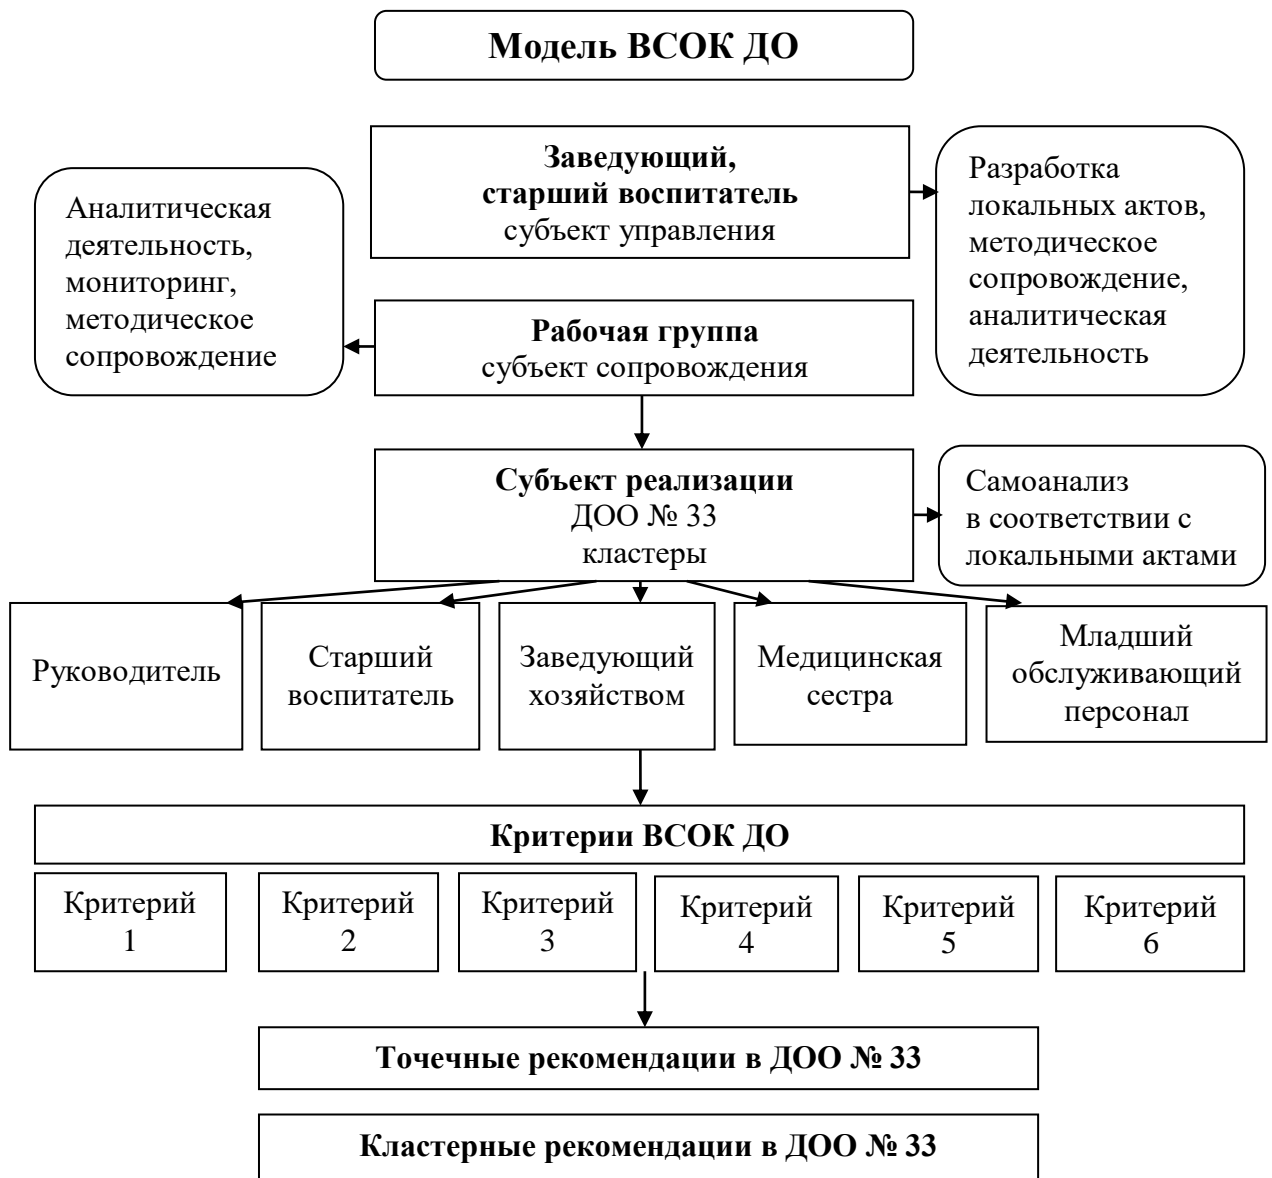 Модель ВСОК ДО
Заведующий,
старший воспитатель
субъект управления
Разработка
локальных актов,
методическое
сопровождение,
аналитическая
деятельность
Аналитическая
деятельность,
мониторинг,
методическое
сопровождение
Рабочая группа
субъект сопровождения
Субъект реализации
ДОО № 33
кластеры
Самоанализ
в соответствии с
локальными актами
Руководитель
Старший
воспитатель
Заведующий
хозяйством
Медицинская
сестра
Младший
обслуживающий
персонал
Критерии ВСОК ДО
Критерий
1
Критерий
2
Критерий
3
Критерий
4
Критерий
5
Критерий
6
Точечные рекомендации в ДОО № 33
Кластерные рекомендации в ДОО № 33